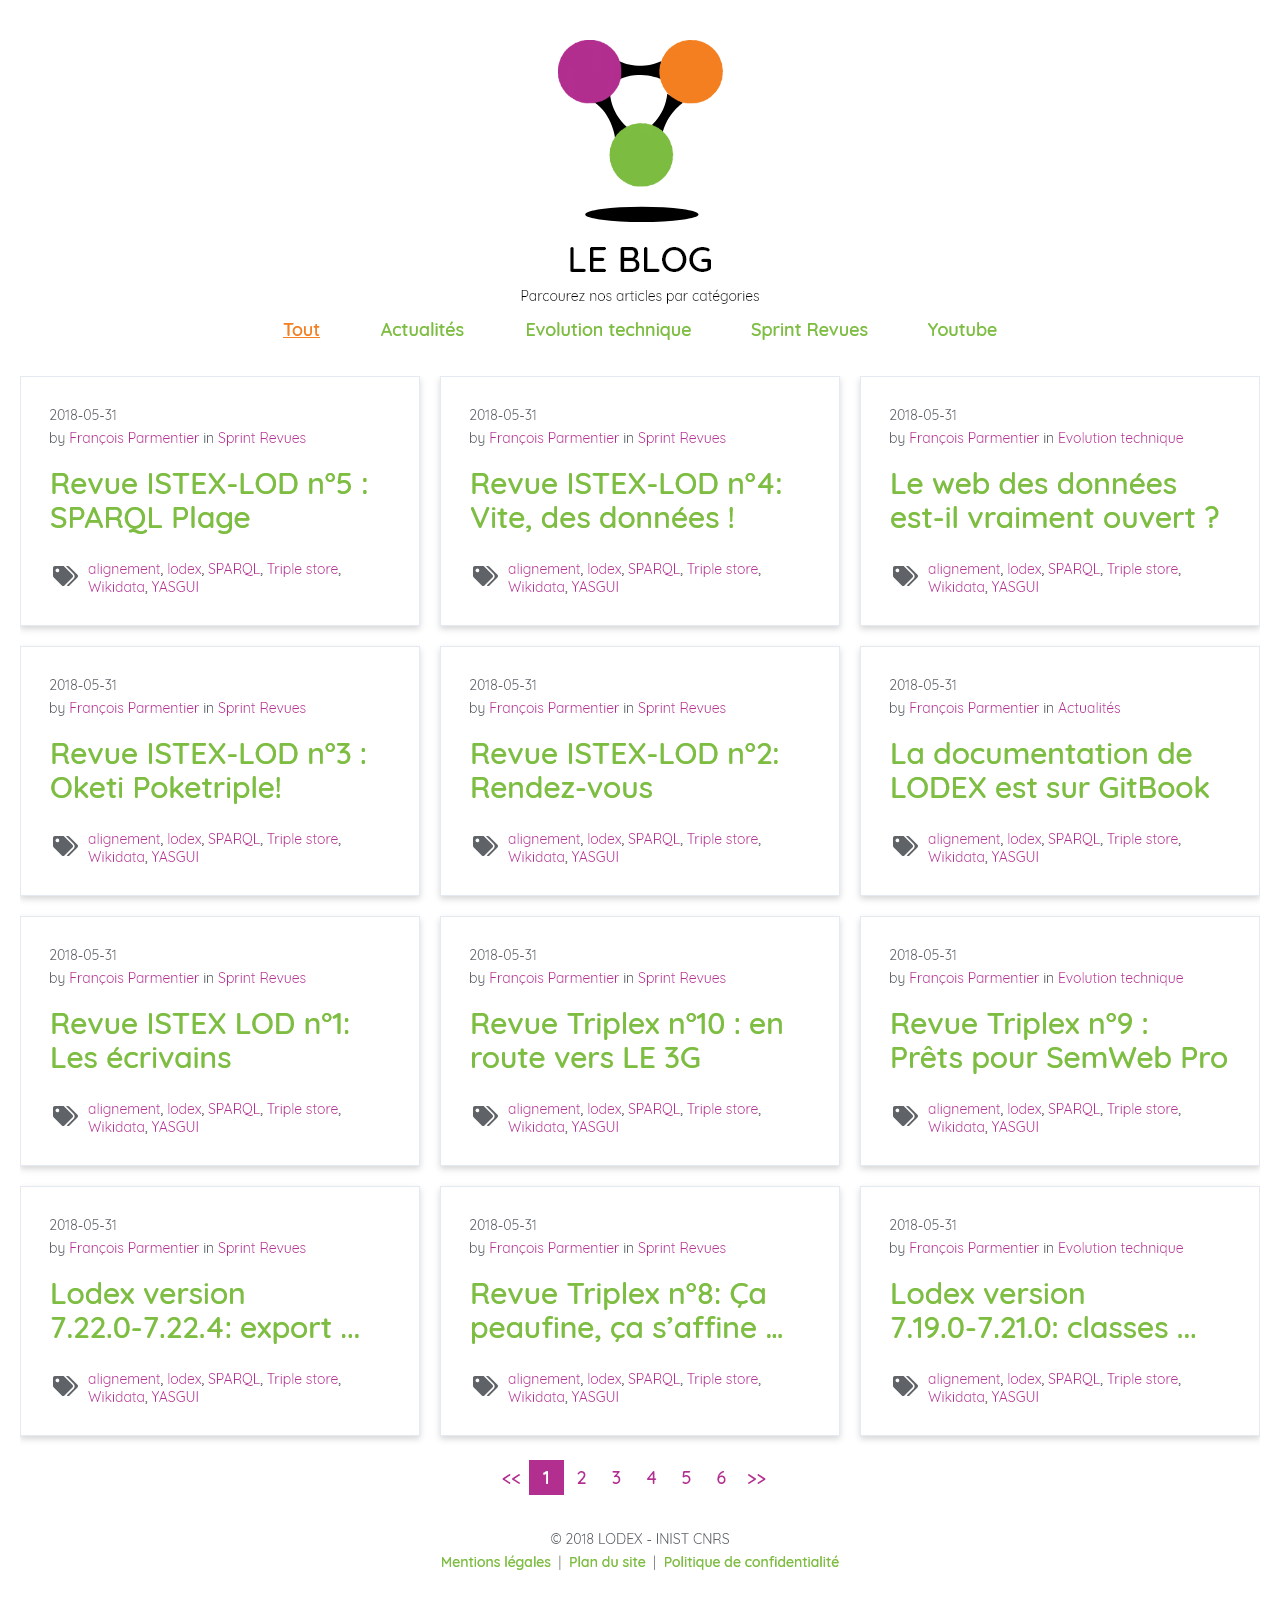 LE BLOG
Parcourez nos articles par catégories
Tout Actualités Evolution technique Sprint Revues Youtube
2018-05-31
by François Parmentier in Sprint Revues
Revue ISTEX-LOD n°5 :
SPARQL Plage
alignement, lodex, SPARQL, Triple store,
Wikidata, YASGUI
2018-05-31
by François Parmentier in Sprint Revues
Revue ISTEX-LOD n°4:
Vite, des données !
alignement, lodex, SPARQL, Triple store,
Wikidata, YASGUI
2018-05-31
by François Parmentier in Evolution technique
Le web des données
est-il vraiment ouvert ?
alignement, lodex, SPARQL, Triple store,
Wikidata, YASGUI
2018-05-31
by François Parmentier in Sprint Revues
Revue ISTEX-LOD n°3 :
Oketi Poketriple!
alignement, lodex, SPARQL, Triple store,
Wikidata, YASGUI
2018-05-31
by François Parmentier in Sprint Revues
Revue ISTEX-LOD n°2:
Rendez-vous
alignement, lodex, SPARQL, Triple store,
Wikidata, YASGUI
2018-05-31
by François Parmentier in Actualités
La documentation de
LODEX est sur GitBook
alignement, lodex, SPARQL, Triple store,
Wikidata, YASGUI
2018-05-31
by François Parmentier in Sprint Revues
Revue ISTEX LOD n°1:
Les écrivains
alignement, lodex, SPARQL, Triple store,
Wikidata, YASGUI
2018-05-31
by François Parmentier in Sprint Revues
Revue Triplex n°10 : en
route vers LE 3G
alignement, lodex, SPARQL, Triple store,
Wikidata, YASGUI
2018-05-31
by François Parmentier in Evolution technique
Revue Triplex n°9 :
Prêts pour SemWeb Pro
alignement, lodex, SPARQL, Triple store,
Wikidata, YASGUI
2018-05-31
by François Parmentier in Sprint Revues
Lodex version
7.22.0-7.22.4: export ...
alignement, lodex, SPARQL, Triple store,
Wikidata, YASGUI
2018-05-31
by François Parmentier in Sprint Revues
Revue Triplex n°8: Ça
peaufine, ça s’affine ...
alignement, lodex, SPARQL, Triple store,
Wikidata, YASGUI
2018-05-31
by François Parmentier in Evolution technique
Lodex version
7.19.0-7.21.0: classes ...
alignement, lodex, SPARQL, Triple store,
Wikidata, YASGUI
<< 1 2 3 4 5 6 >>
© 2018 LODEX - INIST CNRS
Mentions légales | Plan du site | Politique de confidentialité